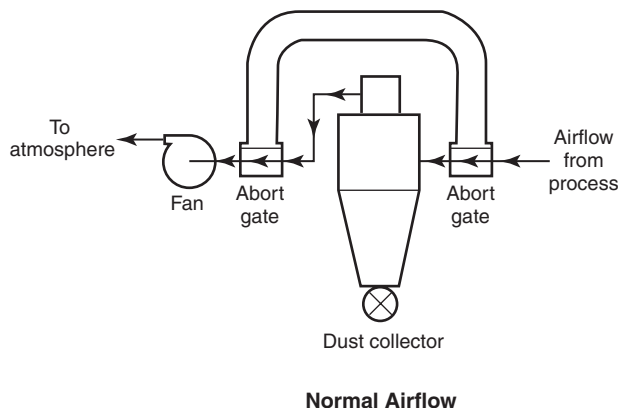 To
atmosphere
Fan
Abort
gate
Abort
gate
Airflow
from
process
Dust collector
Normal Airflow